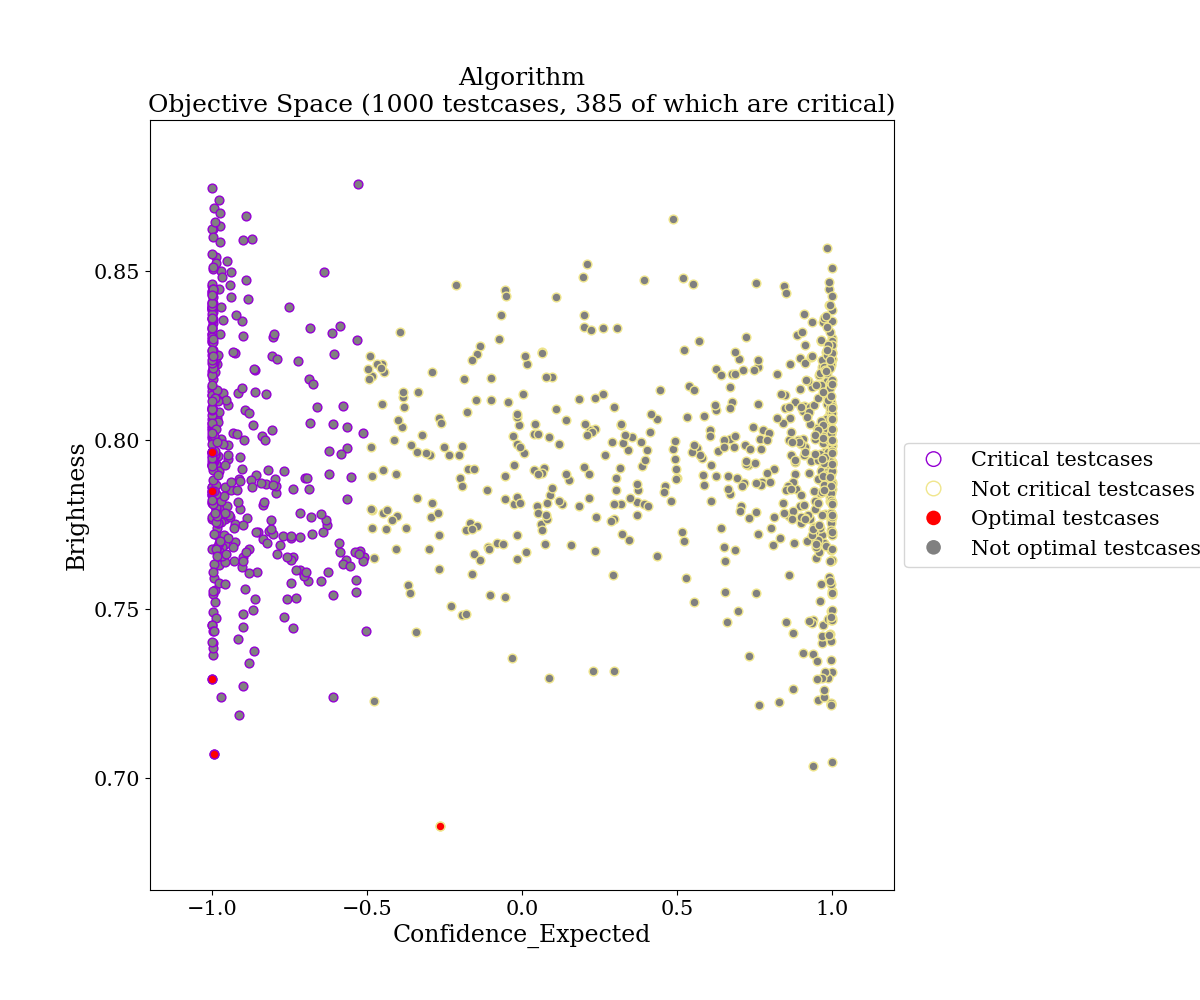 Algorithm
Objective Space (1000 testcases, 385 of which are critical)
Brightness
0.85
0.80
0.75
0.70
−1.0
−0.5
0.0
0.5
1.0
Confidence_Expected
Critical testcases
Not critical testcases
Optimal testcases
Not optimal testcases